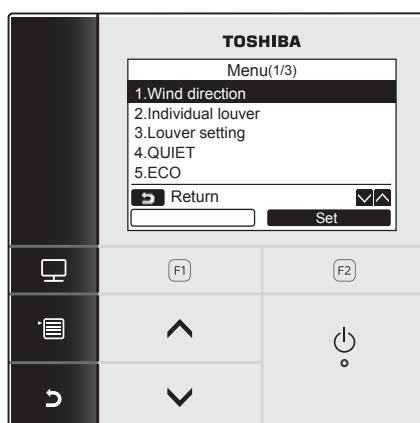 TOSHIBA
Menu(1/3)
1.Wind direction
2.Individual louver
3.Louver setting
4.QUIET
5.ECO
Return
Set
F1
F2